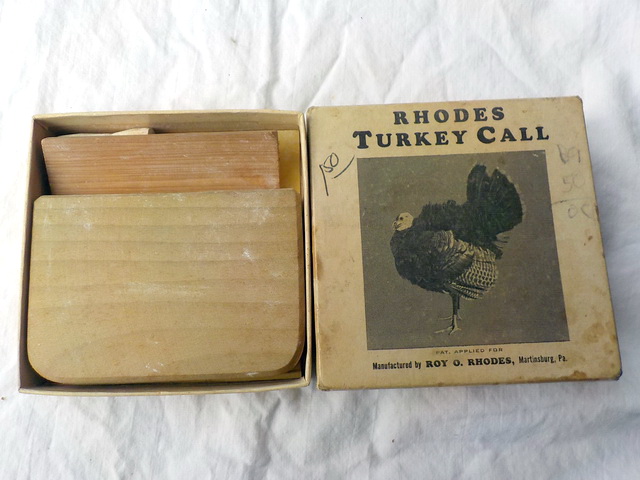 RHODES
TURKEY CALL
150
PAT. APPLIED FOR
Manufactured by ROY O. RHODES, Martinsburg, Pa.